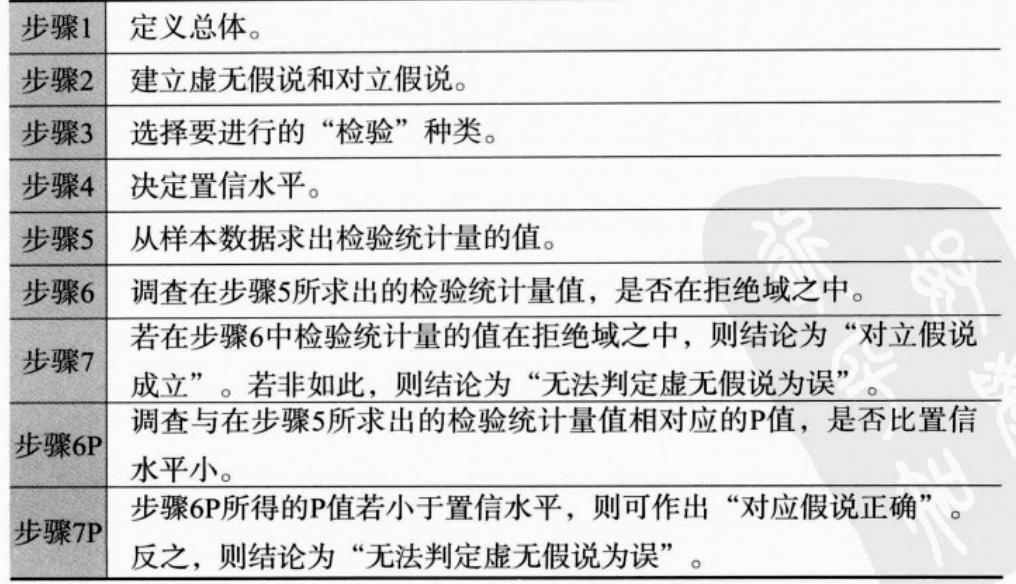 步骤1 定义总体。
步骤2 建立虚无假说和对立假说。
步骤3 选择要进行的“检验”种类。
步骤4 决定置信水平。
步骤5 从样本数据求出检验统计量的值。
步骤6 调查在步骤5所求出的检验统计量值，是否在拒绝域之中。
步骤7 若在步骤6中检验统计量的值在拒绝域之中，则结论为“对立假说
成立”。若非如此，则结论为“无法判定虚无假说为误”。
步骤6P 调查与在步骤5所求出的检验统计量值相对应的P值，是否比置信
水平小。
步骤7P 步骤6P所得的P值若小于置信水平，则可作出“对应假说正确”。
反之，则结论为“无法判定虚无假说为误”。